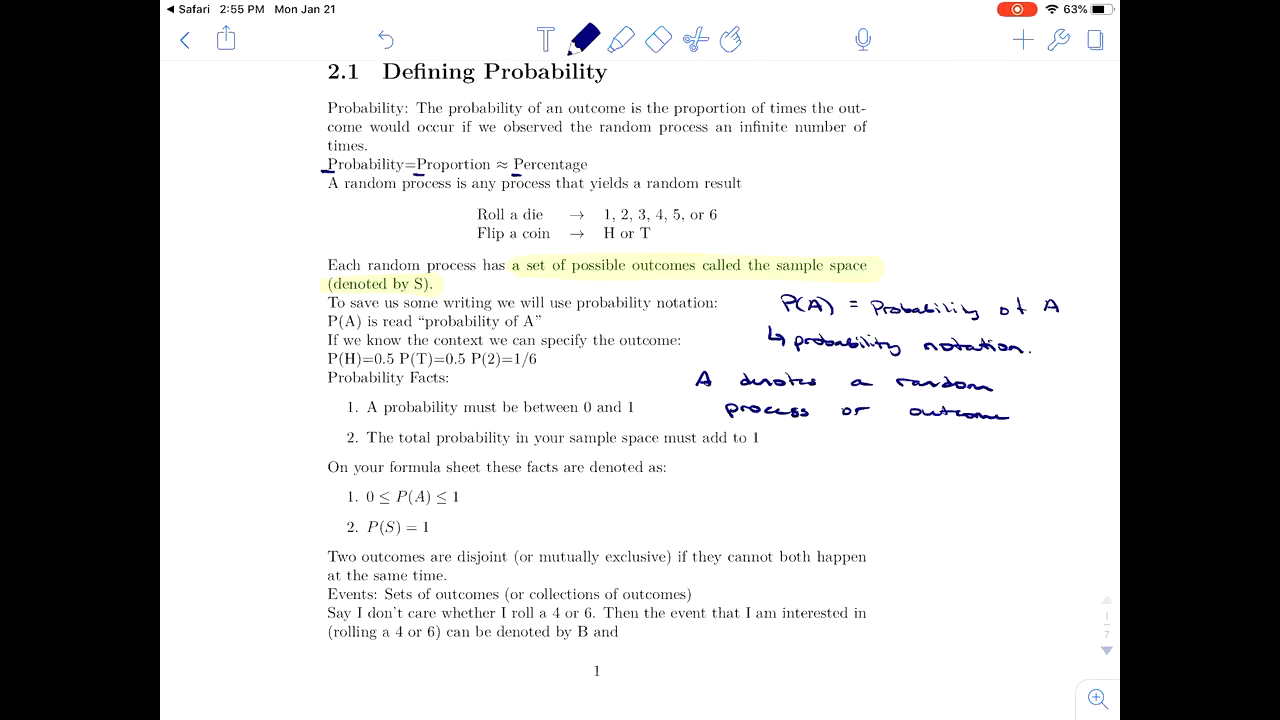 Safari 2:55 PM Mon Jan 21 63%
2.1 Defining Probability
Probability: The probability of an outcome is the proportion of times the out-
come would occur if we observed the random process an infinite number of
times.
Probability=Proportion ≈ Percentage
A random process is any process that yields a random result
Roll a die → 1, 2, 3, 4, 5, or 6
Flip a coin → H or T
Each random process has a set of possible outcomes called the sample space
(denoted by S).
To save us some writing we will use probability notation:
P(A) = Probability of A
P(A) is read “probability of A”
↳ probability notation.
If we know the context we can specify the outcome:
P(H)=0.5 P(T)=0.5 P(2)=1/6
Probability Facts:
A denotes a random
process or outcome
1. A probability must be between 0 and 1
2. The total probability in your sample space must add to 1
On your formula sheet these facts are denoted as:
1. 0 ≤ P(A) ≤ 1
2. P(S) = 1
Two outcomes are disjoint (or mutually exclusive) if they cannot both happen
at the same time.
Events: Sets of outcomes (or collections of outcomes)
Say I don't care whether I roll a 4 or 6. Then the event that I am interested in
(rolling a 4 or 6) can be denoted by B and
1
1
7